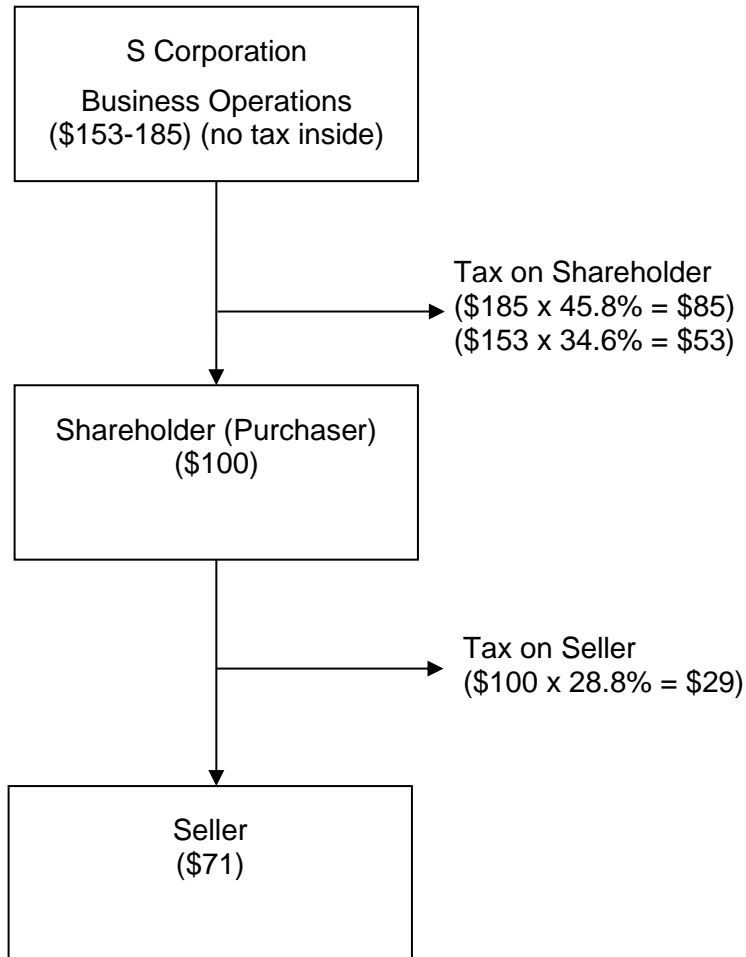 S Corporation
Business Operations
($153-185) (no tax inside)
Tax on Shareholder
($185 x 45.8% = $85)
($153 x 34.6% = $53)
Shareholder (Purchaser)
($100)
Tax on Seller
($100 x 28.8% = $29)
Seller
($71)